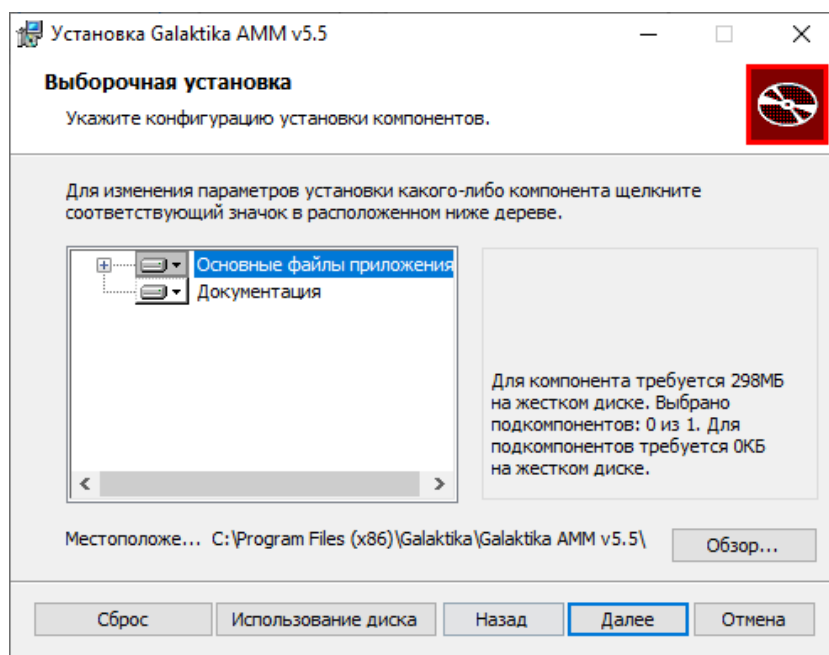 Установка Galaktika AMM v5.5
Выборочная установка
Укажите конфигурацию установки компонентов.
Для изменения параметров установки какого-либо компонента щелкните
соответствующий значок в расположенном ниже дереве.
Основные файлы приложения
Документация
Для компонента требуется 298МБ
на жестком диске. Выбрано
подкомпонентов: 0 из 1. Для
подкомпонентов требуется 0КБ
на жестком диске.
Местоположе... C:\Program Files (x86)\Galaktika\Galaktika AMM v5.5\
Обзор...
Сброс
Использование диска
Назад
Далее
Отмена